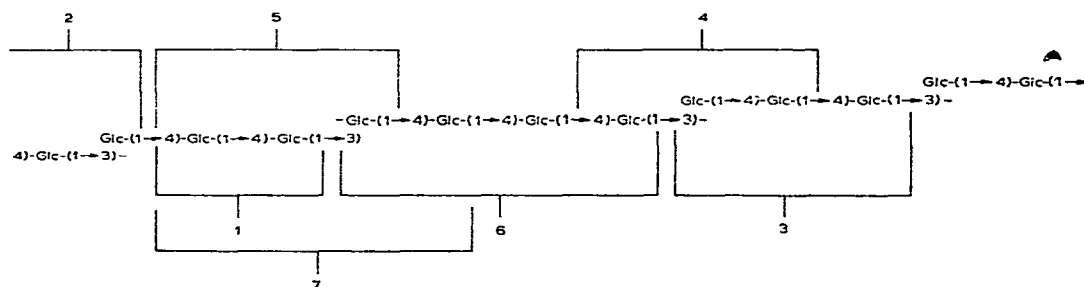 2 5 4
Glc-(1→4)-Glc-(1→
Glc-(1→4)-Glc-(1→4)-Glc-(1→3)-
-Glc-(1→4)-Glc-(1→4)-Glc-(1→4)-Glc-(1→3)-
Glc-(1→4)-Glc-(1→4)-Glc-(1→3)
4)-Glc-(1→3)-
1 6 3
7